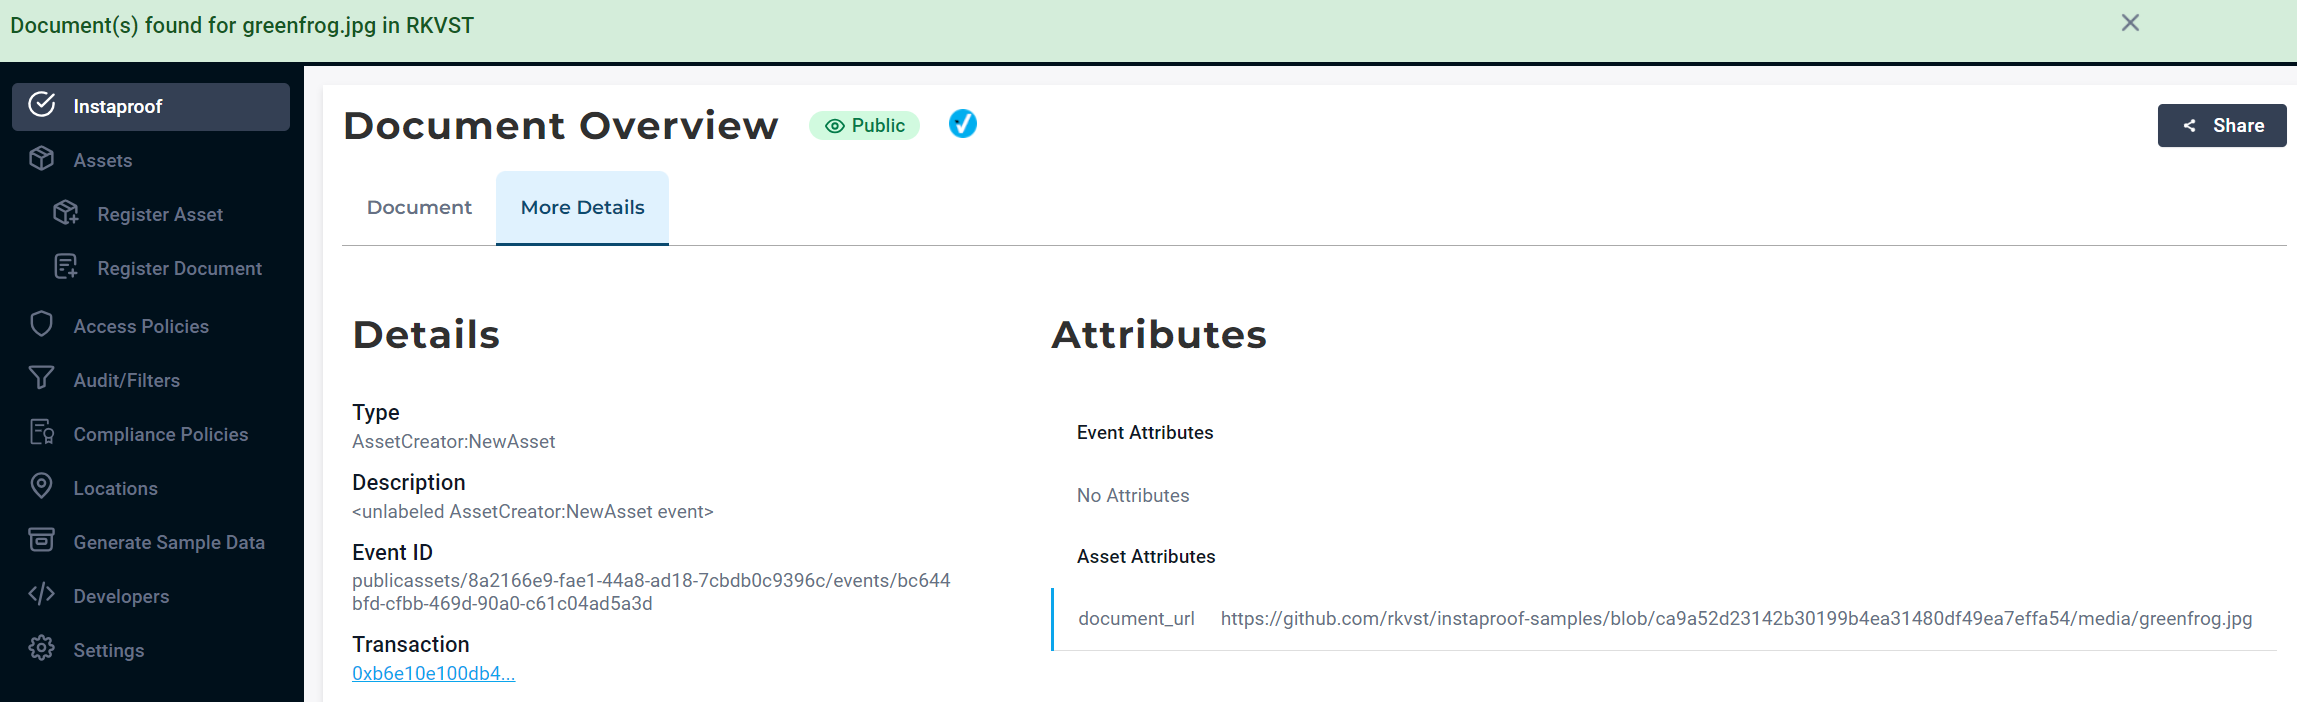 Document(s) found for greenfrog.jpg in RKVST
Instaproof
Assets
Register Asset
Register Document
Access Policies
Audit/Filters
Compliance Policies
Locations
Generate Sample Data
Developers
Settings
Document Overview
Public
Share
Document
More Details
Details
Type
AssetCreator:NewAsset
Description
<unlabeled AssetCreator:NewAsset event>
Event ID
publicassets/8a2166e9-fae1-44a8-ad18-7cbdb0c9396c/events/bc644
bfd-cfbb-469d-90a0-c61c04ad5a3d
Transaction
0xb6e10e100db4...
Attributes
Event Attributes
No Attributes
Asset Attributes
document_url https://github.com/rkvst/instaproof-samples/blob/ca9a52d23142b30199b4ea31480df49ea7effa54/media/greenfrog.jpg